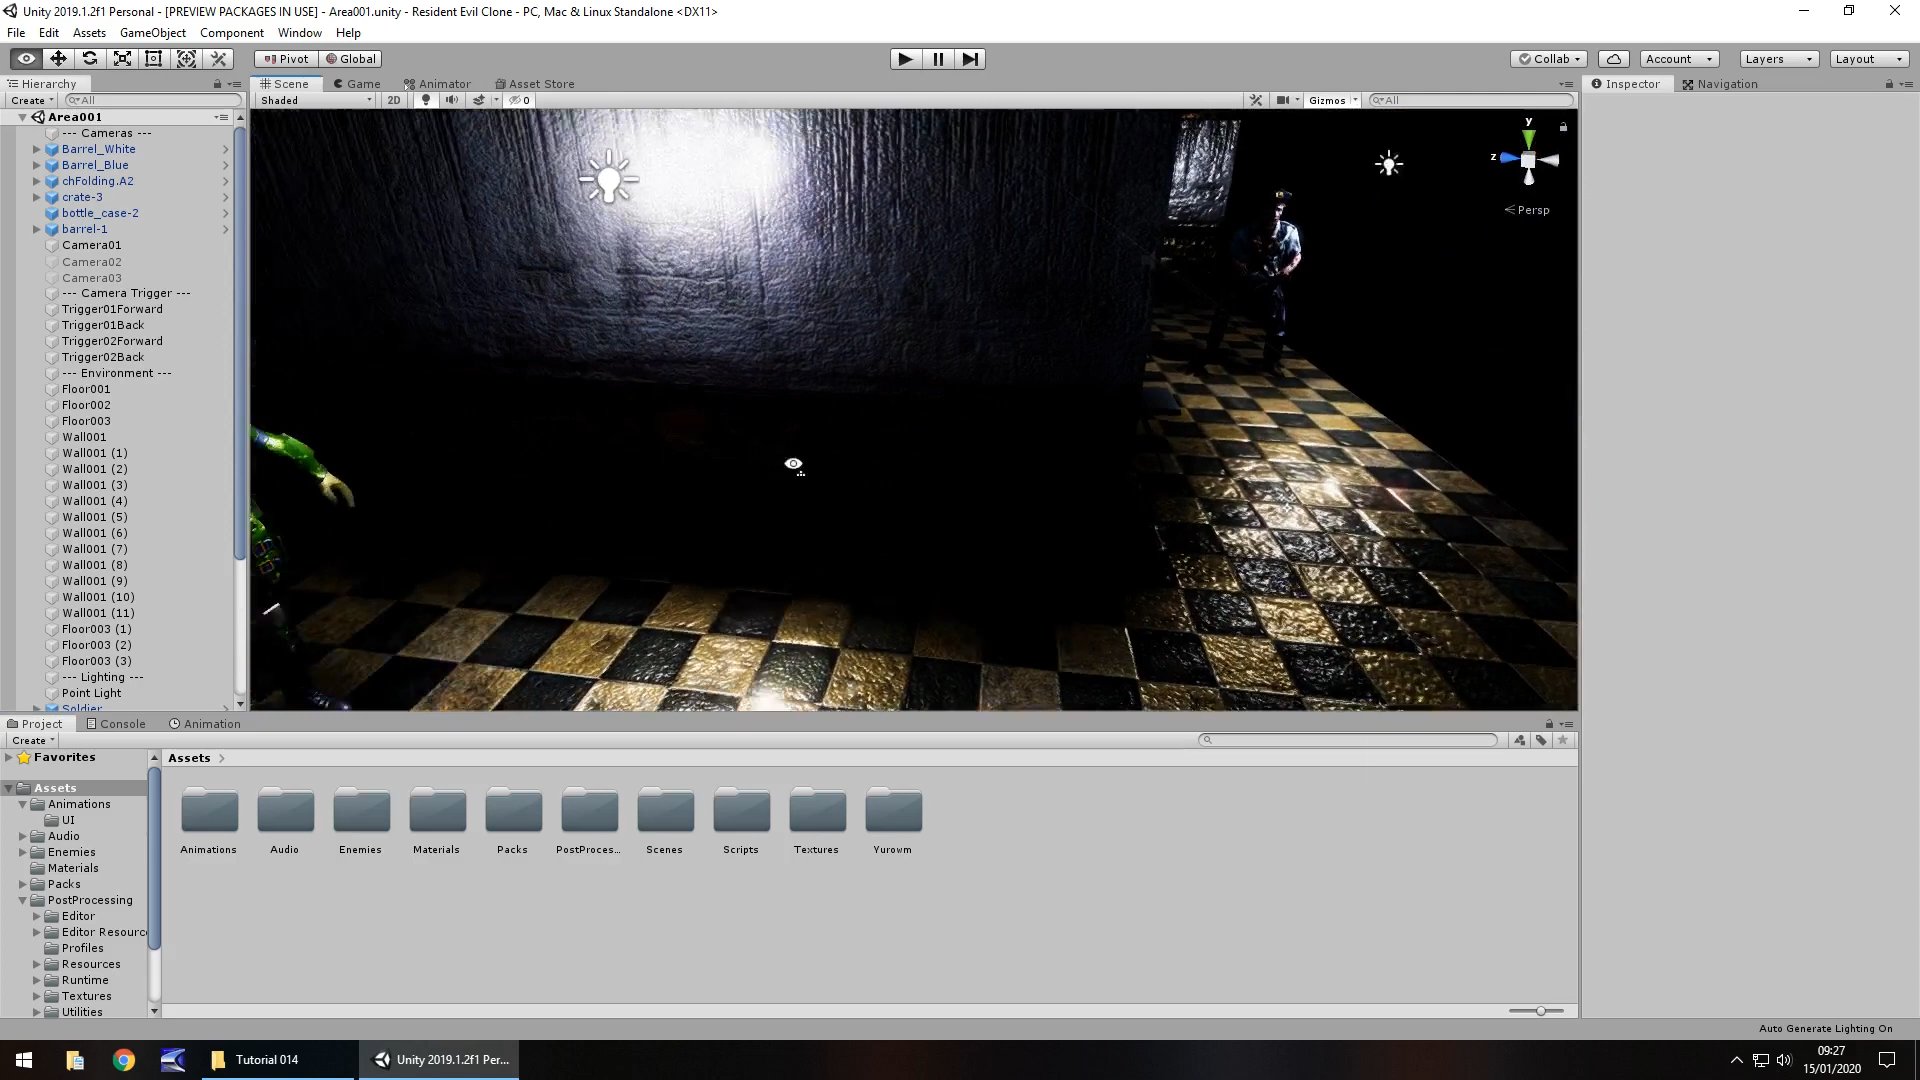 Unity 2019.1.2f1 Personal - [PREVIEW PACKAGES IN USE] - Area001.unity - Resident Evil Clone - PC, Mac & Linux Standalone <DX11>
File Edit Assets GameObject Component Window Help
Pivot Global Collab Account Layers Layout
Hierarchy Scene Game Animator Asset Store Inspector Navigation
Create All Shaded 2D 0 Gizmos All
Area001
--- Cameras ---
Barrel_White
Barrel_Blue
chFolding.A2
crate-3
bottle_case-2
barrel-1
Camera01
Camera02
Camera03
--- Camera Trigger ---
Trigger01Forward
Trigger01Back
Trigger02Forward
Trigger02Back
--- Environment ---
Floor001
Floor002
Floor003
Wall001
Wall001 (1)
Wall001 (2)
Wall001 (3)
Wall001 (4)
Wall001 (5)
Wall001 (6)
Wall001 (7)
Wall001 (8)
Wall001 (9)
Wall001 (10)
Wall001 (11)
Floor003 (1)
Floor003 (2)
Floor003 (3)
--- Lighting ---
Point Light
Soldier
y
z
Persp
Project Console Animation
Create
Favorites
Assets
Animations
UI
Audio
Enemies
Materials
Packs
PostProcessing
Editor
Editor Resourc
Profiles
Resources
Runtime
Textures
Utilities
Assets
Animations Audio Enemies Materials Packs PostProces... Scenes Scripts Textures Yurowm
Auto Generate Lighting On
Tutorial 014
Unity 2019.1.2f1 Per...
09:27
15/01/2020